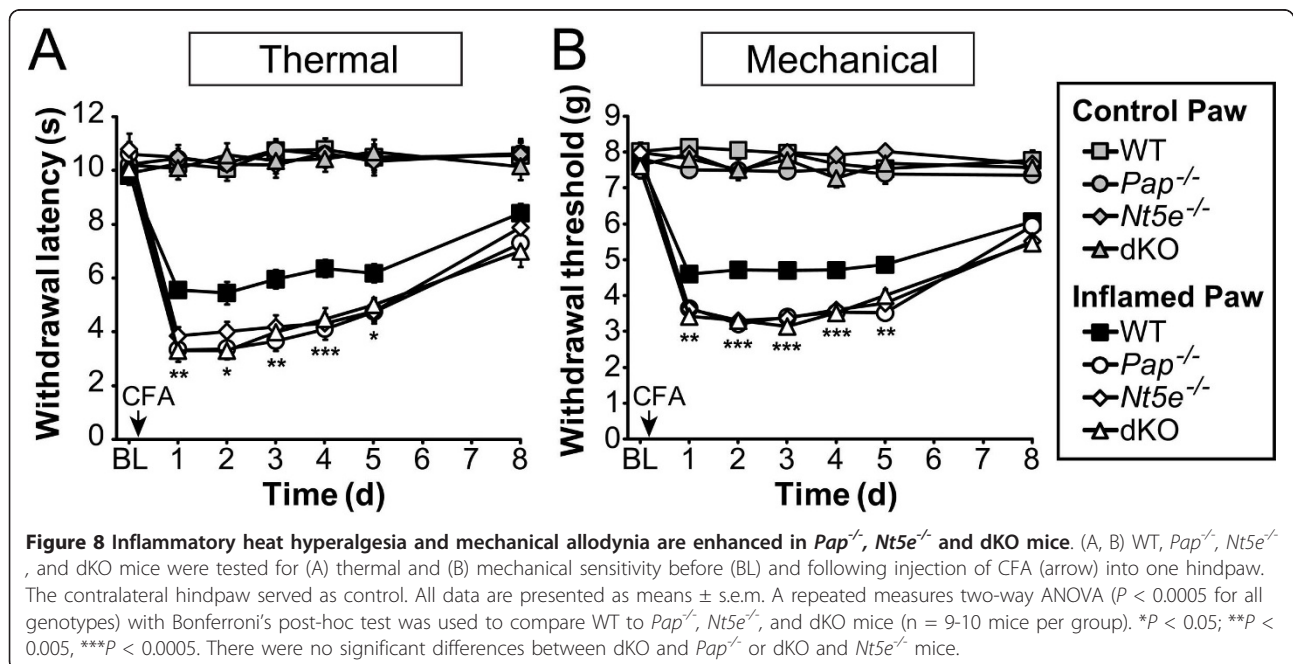 A
Thermal
Withdrawal latency (s)
12
10
8
6
4
2
0
CFA
** * ** *** *
BL 1 2 3 4 5 6 7 8
Time (d)
B
Mechanical
Withdrawal threshold (g)
9
8
7
6
5
4
3
2
1
0
CFA
** *** *** *** **
BL 1 2 3 4 5 6 7 8
Time (d)
Control Paw
WT
Pap-/-
Nt5e-/-
dKO
Inflamed Paw
WT
Pap-/-
Nt5e-/-
dKO
Figure 8 Inflammatory heat hyperalgesia and mechanical allodynia are enhanced in Pap-/-, Nt5e-/- and dKO mice. (A, B) WT, Pap-/-, Nt5e-/-
, and dKO mice were tested for (A) thermal and (B) mechanical sensitivity before (BL) and following injection of CFA (arrow) into one hindpaw.
The contralateral hindpaw served as control. All data are presented as means ± s.e.m. A repeated measures two-way ANOVA (P < 0.0005 for all
genotypes) with Bonferroni's post-hoc test was used to compare WT to Pap-/-, Nt5e-/-, and dKO mice (n = 9-10 mice per group). *P < 0.05; **P <
0.005, ***P < 0.0005. There were no significant differences between dKO and Pap-/- or dKO and Nt5e-/- mice.